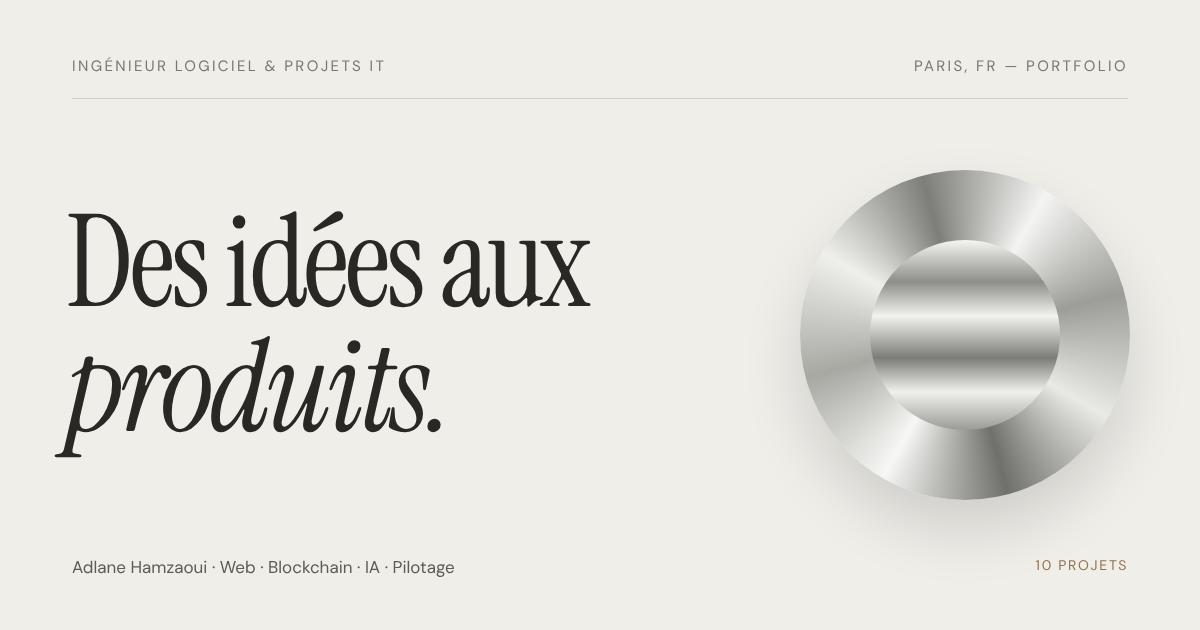 INGÉNIEUR LOGICIEL & PROJETS IT
PARIS, FR — PORTFOLIO
Des idées aux
produits.
Adlane Hamzaoui · Web · Blockchain · IA · Pilotage
10 PROJETS